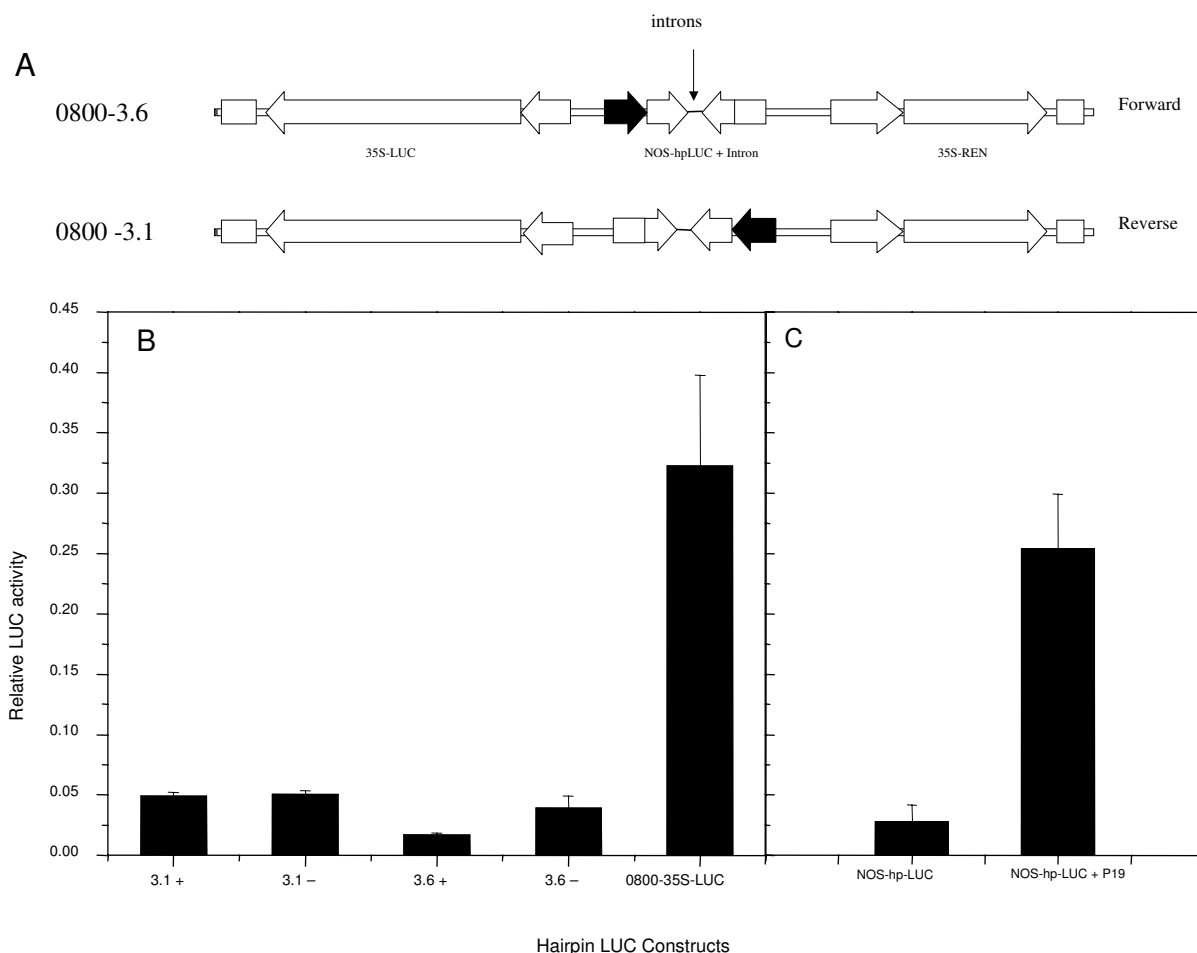 introns
A
0800-3.6
Forward
35S-LUC
NOS-hpLUC + Intron
35S-REN
0800 -3.1
Reverse
0.45
B
C
0.40
0.35
0.30
0.25
0.20
0.15
0.10
0.05
0.00
Relative LUC activity
3.1 +
3.1 –
3.6 +
3.6 –
0800-35S-LUC
NOS-hp-LUC
NOS-hp-LUC + P19
Hairpin LUC Constructs